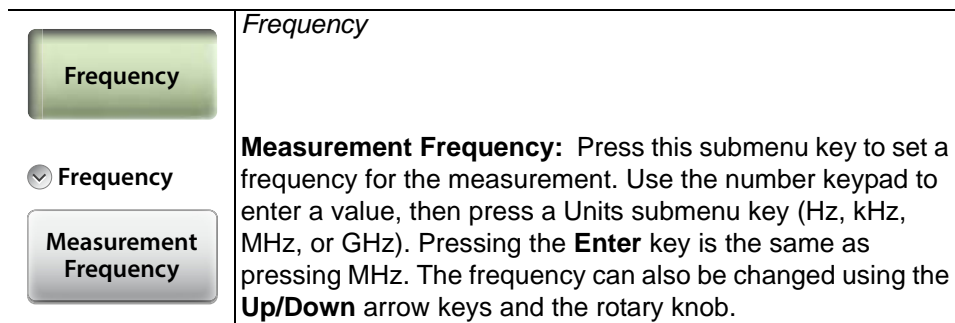 Frequency
Frequency
Frequency
Measurement
Frequency
Measurement Frequency: Press this submenu key to set a
frequency for the measurement. Use the number keypad to
enter a value, then press a Units submenu key (Hz, kHz,
MHz, or GHz). Pressing the Enter key is the same as
pressing MHz. The frequency can also be changed using the
Up/Down arrow keys and the rotary knob.